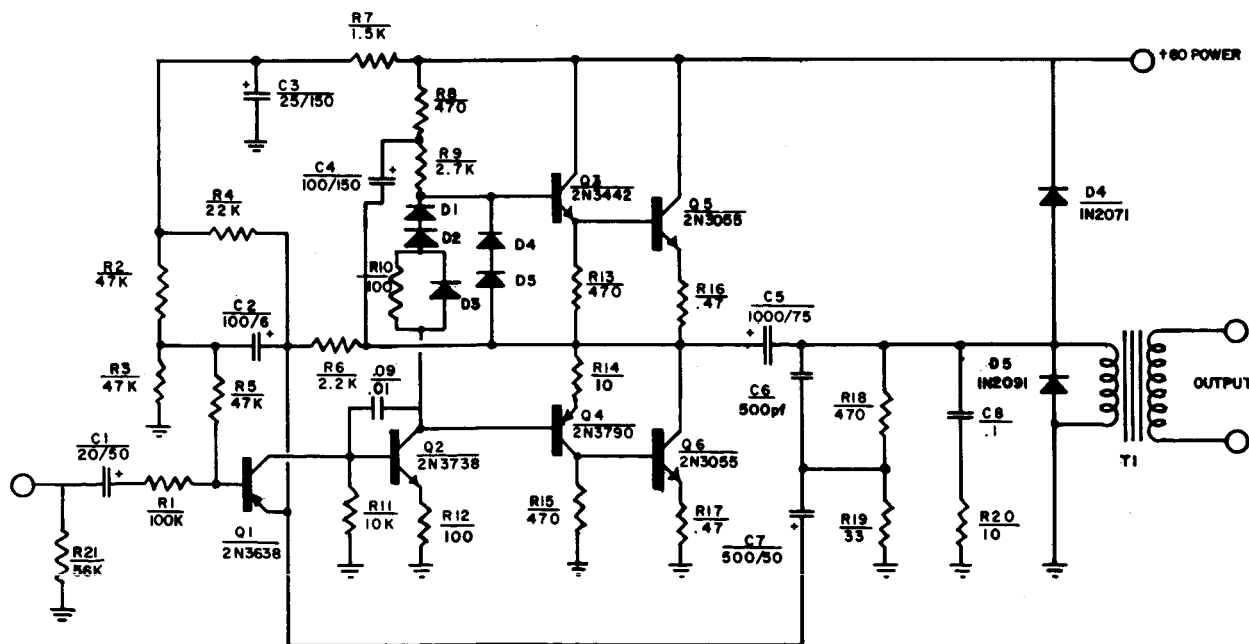 R7
1.5K
+60 POWER
C3
25/150
R8
470
R9
2.7K
C4
100/150
Q3
2N3442
Q5
2N3055
D4
1N2071
R4
22K
D1
D2
D4
R10
100
D3
D5
R2
47K
R13
470
R16
.47
C5
1000/75
C2
100/6
R3
47K
R5
47K
R6
2.2K
.09
.01
R14
10
C6
500pf
R18
470
D5
1N2091
OUTPUT
C8
.1
T1
C1
20/50
Q2
2N3738
Q4
2N3790
Q6
2N3055
R1
100K
R11
10K
R12
100
R15
470
R17
.47
C7
500/50
R19
33
R20
10
Q1
2N3638
R21
56K